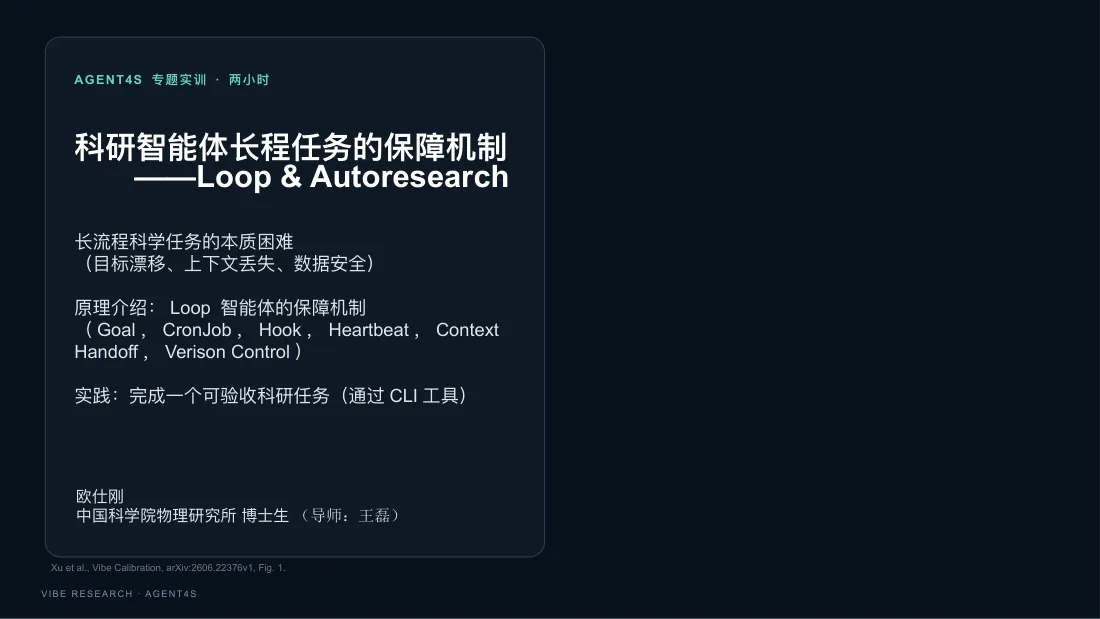 AGENT4S 专题实训 · 两小时
科研智能体长程任务的保障机制
——Loop & Autoresearch
长流程科学任务的本质困难
（目标漂移、上下文丢失、数据安全）
原理介绍： Loop 智能体的保障机制
（ Goal ， CronJob ， Hook ， Heartbeat ， Context
Handoff ， Verison Control ）
实践：完成一个可验收科研任务（通过 CLI 工具）
欧仕刚
中国科学院物理研究所 博士生 （导师：王磊）
Xu et al., Vibe Calibration, arXiv:2606.22376v1, Fig. 1.
VIBE RESEARCH · AGENT4S